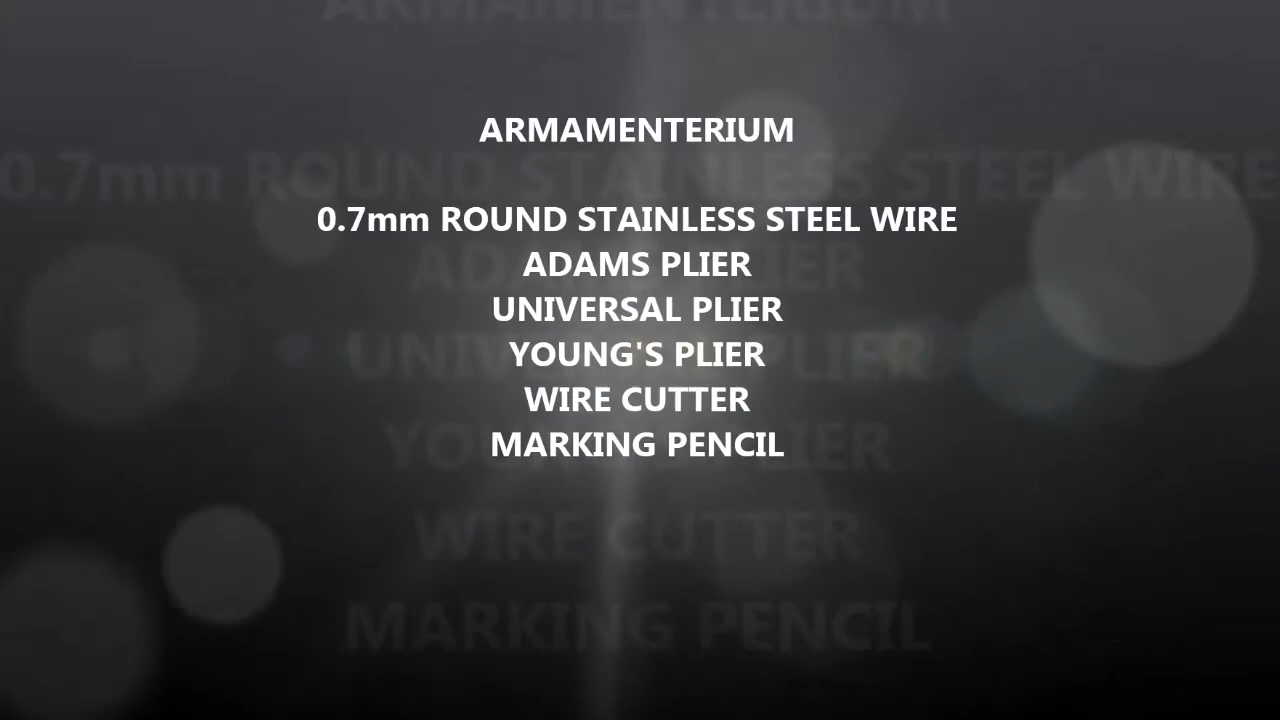 ARMAMENTERIUM
0.7mm ROUND STAINLESS STEEL WIRE
ADAMS PLIER
UNIVERSAL PLIER
YOUNG'S PLIER
WIRE CUTTER
MARKING PENCIL